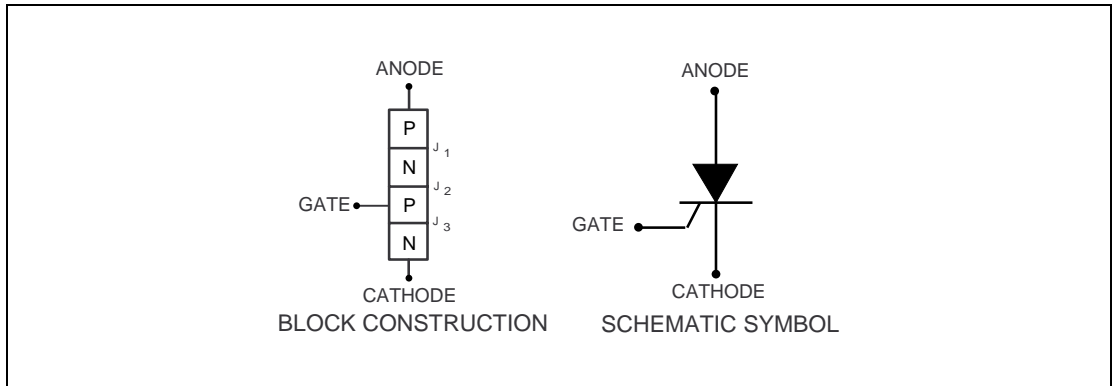 ANODE
P
J 1
N
J 2
GATE
P
J 3
N
CATHODE
BLOCK CONSTRUCTION
ANODE
GATE
CATHODE
SCHEMATIC SYMBOL